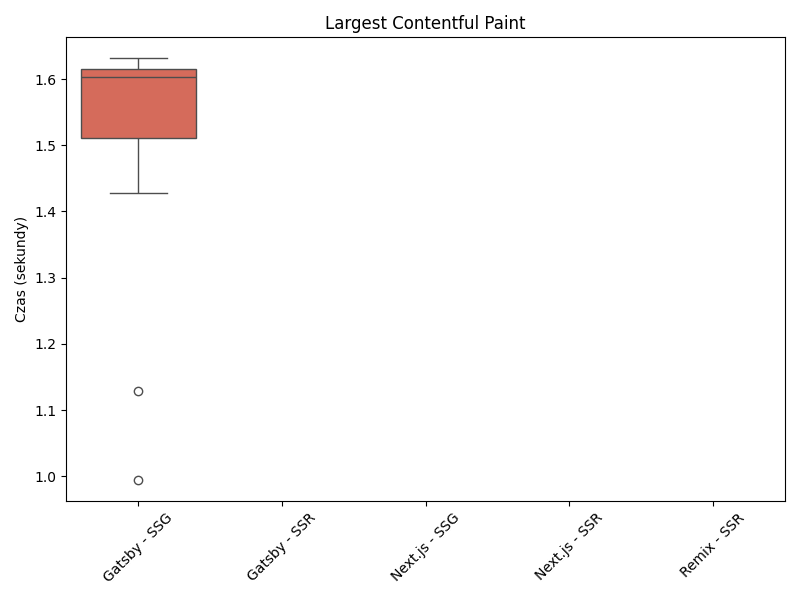 Largest Contentful Paint
Czas (sekundy)
1.6
1.5
1.4
1.3
1.2
1.1
1.0
Gatsby - SSG
Gatsby - SSR
Next.js - SSG
Next.js - SSR
Remix - SSR